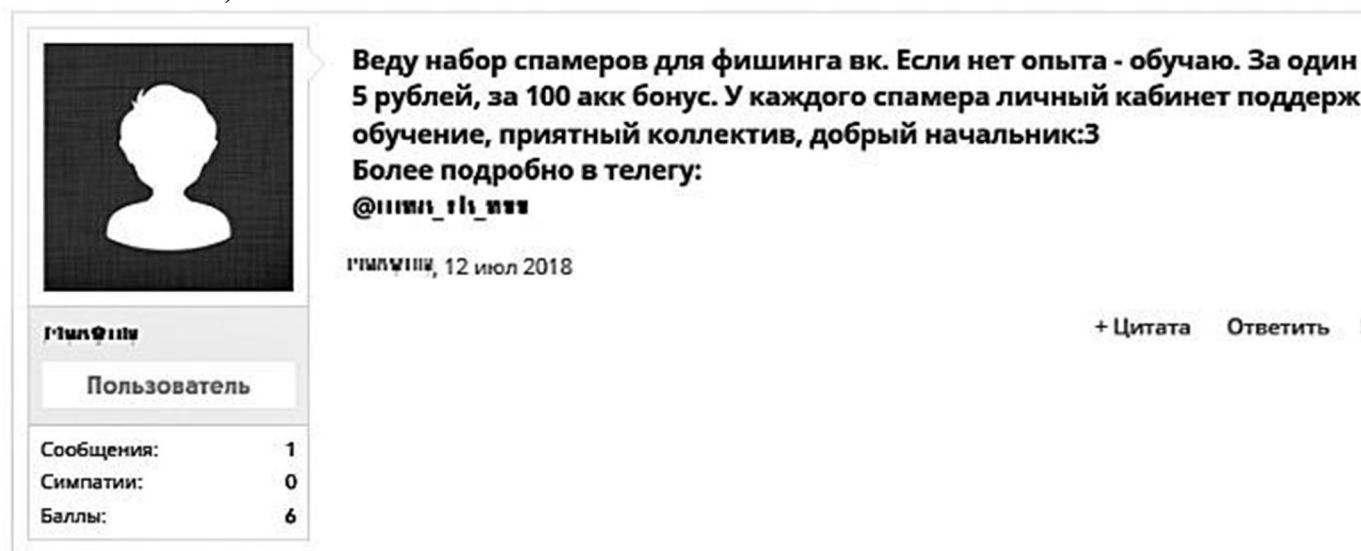 Веду набор спамеров для фишинга вк. Если нет опыта - обучаю. За один
5 рублей, за 100 акк бонус. У каждого спамера личный кабинет поддерж
обучение, приятный коллектив, добрый начальник:3
Более подробно в телегу:
12 июл 2018
+ Цитата Ответить
Пользователь
Сообщения: 1
Симпатии: 0
Баллы: 6